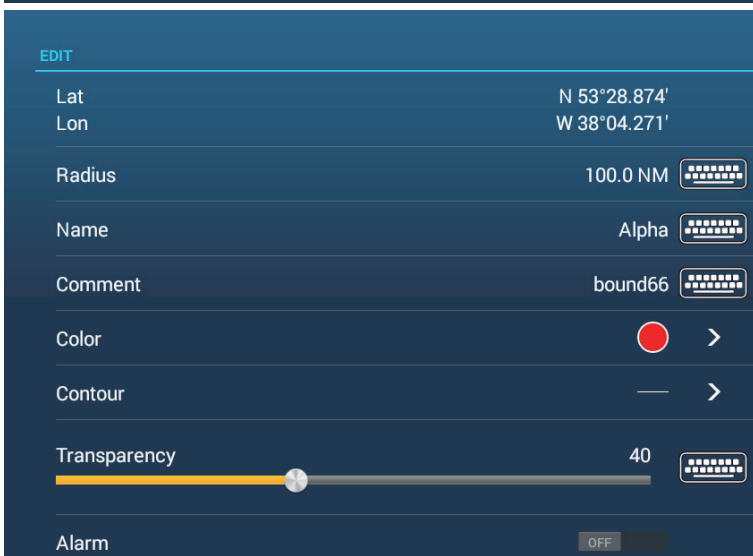 EDIT
Lat N 53°28.874'
Lon W 38°04.271'
Radius 100.0 NM
Name Alpha
Comment bound66
Color
Contour
Transparency 40
Alarm OFF